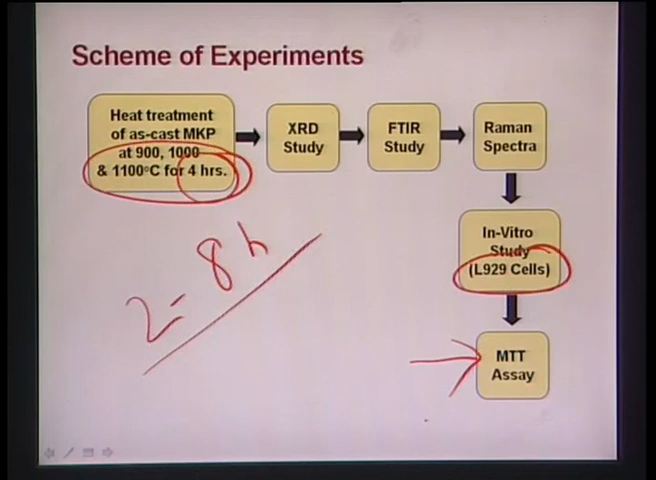 Scheme of Experiments
Heat treatment
of as-cast MKP
at 900, 1000
& 1100°C for 4 hrs.
XRD
Study
FTIR
Study
Raman
Spectra
In-Vitro
Study
(L929 Cells)
MTT
Assay
2 - 8 h